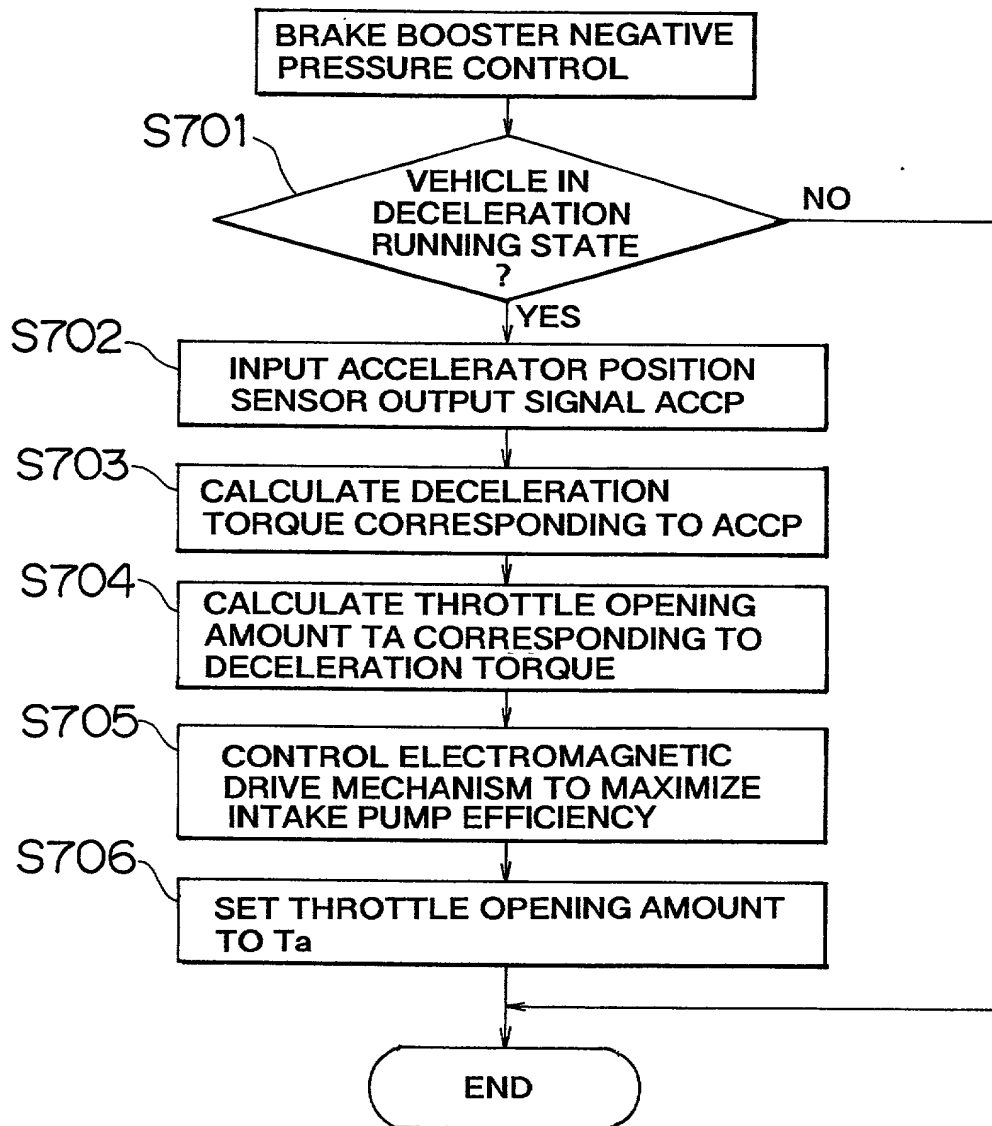 BRAKE BOOSTER NEGATIVE
PRESSURE CONTROL
S701
VEHICLE IN
DECELERATION
RUNNING STATE
?
NO
YES
S702
INPUT ACCELERATOR POSITION
SENSOR OUTPUT SIGNAL ACCP
S703
CALCULATE DECELERATION
TORQUE CORRESPONDING TO ACCP
S704
CALCULATE THROTTLE OPENING
AMOUNT TA CORRESPONDING TO
DECELERATION TORQUE
S705
CONTROL ELECTROMAGNETIC
DRIVE MECHANISM TO MAXIMIZE
INTAKE PUMP EFFICIENCY
S706
SET THROTTLE OPENING AMOUNT
TO Ta
END